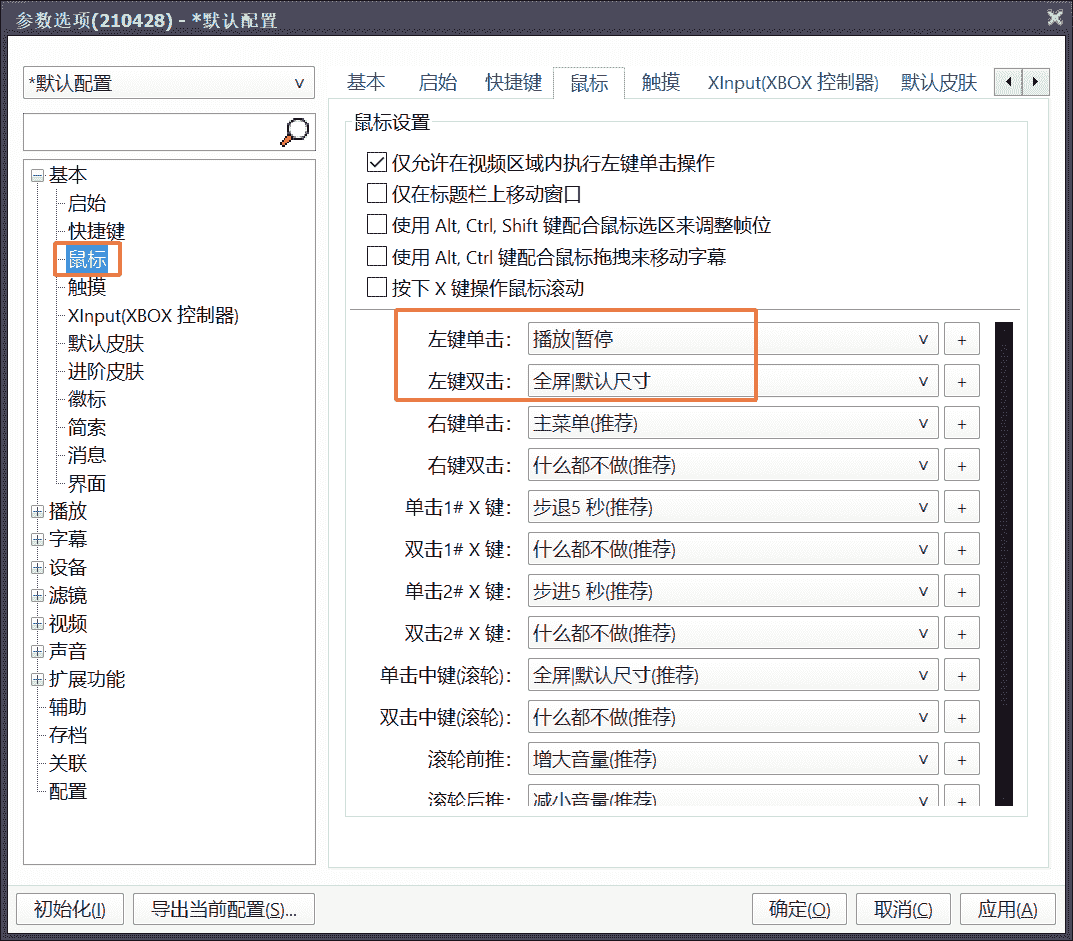 参数选项(210428) - *默认配置
*默认配置
基本
启始
快捷键
鼠标
触摸
XInput(XBOX 控制器)
默认皮肤
进阶皮肤
徽标
简索
消息
界面
播放
字幕
设备
滤镜
视频
声音
扩展功能
辅助
存档
关联
配置
基本 启始 快捷键 鼠标 触摸 XInput(XBOX 控制器) 默认皮肤
鼠标设置
仅允许在视频区域内执行左键单击操作
仅在标题栏上移动窗口
使用 Alt, Ctrl, Shift 键配合鼠标选区来调整帧位
使用 Alt, Ctrl 键配合鼠标拖拽来移动字幕
按下 X 键操作鼠标滚动
左键单击: 播放|暂停 +
左键双击: 全屏|默认尺寸 +
右键单击: 主菜单(推荐) +
右键双击: 什么都不做(推荐) +
单击1# X 键: 步退5 秒(推荐) +
双击1# X 键: 什么都不做(推荐) +
单击2# X 键: 步进5 秒(推荐) +
双击2# X 键: 什么都不做(推荐) +
单击中键(滚轮): 全屏|默认尺寸(推荐) +
双击中键(滚轮): 什么都不做(推荐) +
滚轮前推: 增大音量(推荐) +
滚轮后推: 减小音量(推荐) +
初始化(I) 导出当前配置(S)... 确定(O) 取消(C) 应用(A)